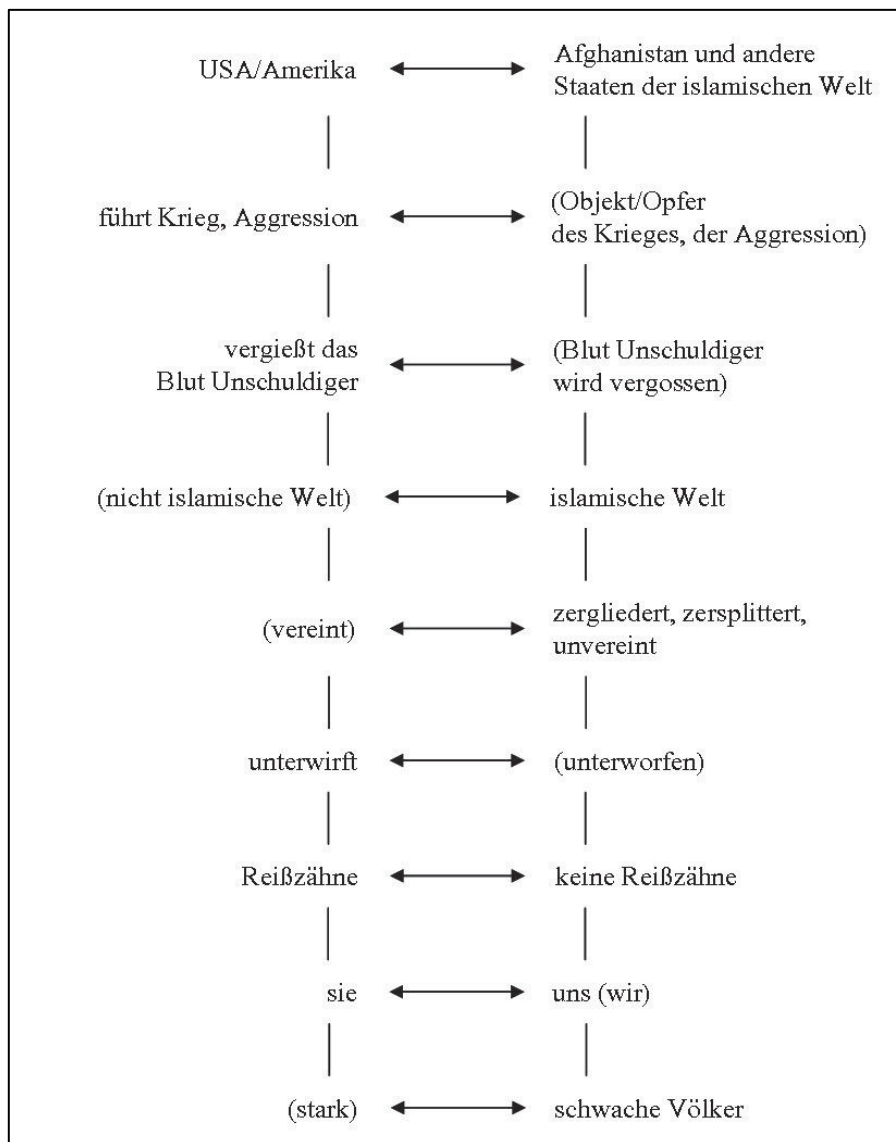 USA/Amerika
Afghanistan und andere
Staaten der islamischen Welt
führt Krieg, Aggression
(Objekt/Opfer
des Krieges, der Aggression)
vergießt das
Blut Unschuldiger
(Blut Unschuldiger
wird vergossen)
(nicht islamische Welt)
islamische Welt
(vereint)
zergliedert, zersplittert,
unvereint
unterwirft
(unterworfen)
Reißzähne
keine Reißzähne
sie
uns (wir)
(stark)
schwache Völker